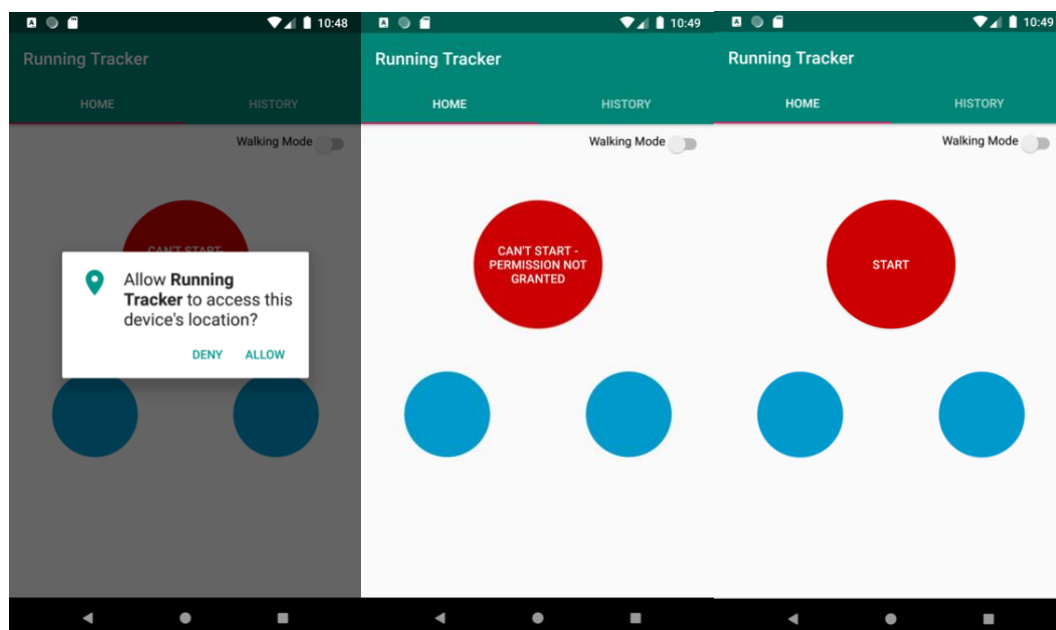 10:48
Running Tracker
HOME HISTORY
Walking Mode
CAN'T START-
Allow Running
Tracker to access this
device's location?
DENY ALLOW
10:49
Running Tracker
HOME HISTORY
Walking Mode
CAN'T START -
PERMISSION NOT
GRANTED
10:49
Running Tracker
HOME HISTORY
Walking Mode
START